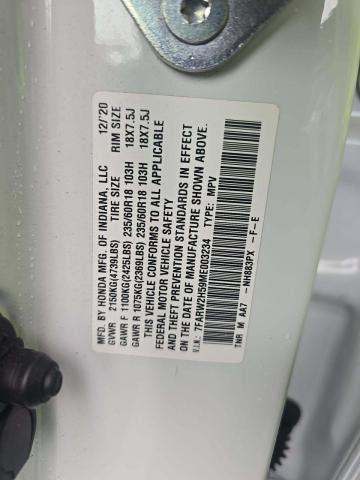 MFD. BY HONDA MFG. OF INDIANA, LLC 12/'20
GVWR 2150KG(4739LBS) TIRE SIZE RIM SIZE
GAWR F 1100KG(2425LBS) 235/60R18 103H 18X7.5J
GAWR R 1075KG(2369LBS) 235/60R18 103H 18X7.5J
THIS VEHICLE CONFORMS TO ALL APPLICABLE
FEDERAL MOTOR VEHICLE SAFETY
AND THEFT PREVENTION STANDARDS IN EFFECT
ON THE DATE OF MANUFACTURE SHOWN ABOVE.
V.I.N.: 7FARW2H59ME003234 TYPE: MPV
TNR M AA7 -NH883PX -F-E